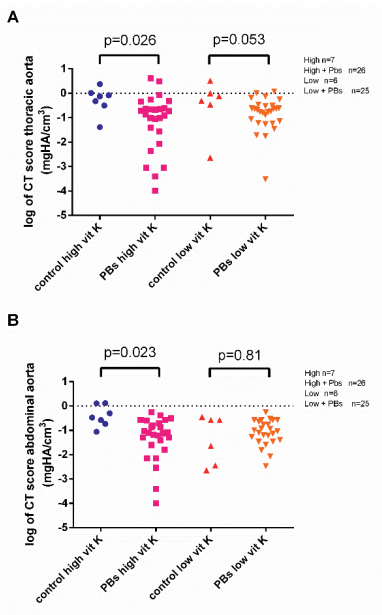 A
p=0.026
p=0.053
High n=7
High + Pbs n=26
Low n=6
Low + PBs n=25
log of CT score thoracic aorta
(mgHA/cm³)
1
0
-1
-2
-3
-4
-5
control high vit K
PBs high vit K
control low vit K
PBs low vit K
B
p=0.023
p=0.81
High n=7
High + Pbs n=26
Low n=6
Low + PBs n=25
log of CT score abdominal aorta
(mgHA/cm³)
1
0
-1
-2
-3
-4
-5
control high vit K
PBs high vit K
control low vit K
PBs low vit K